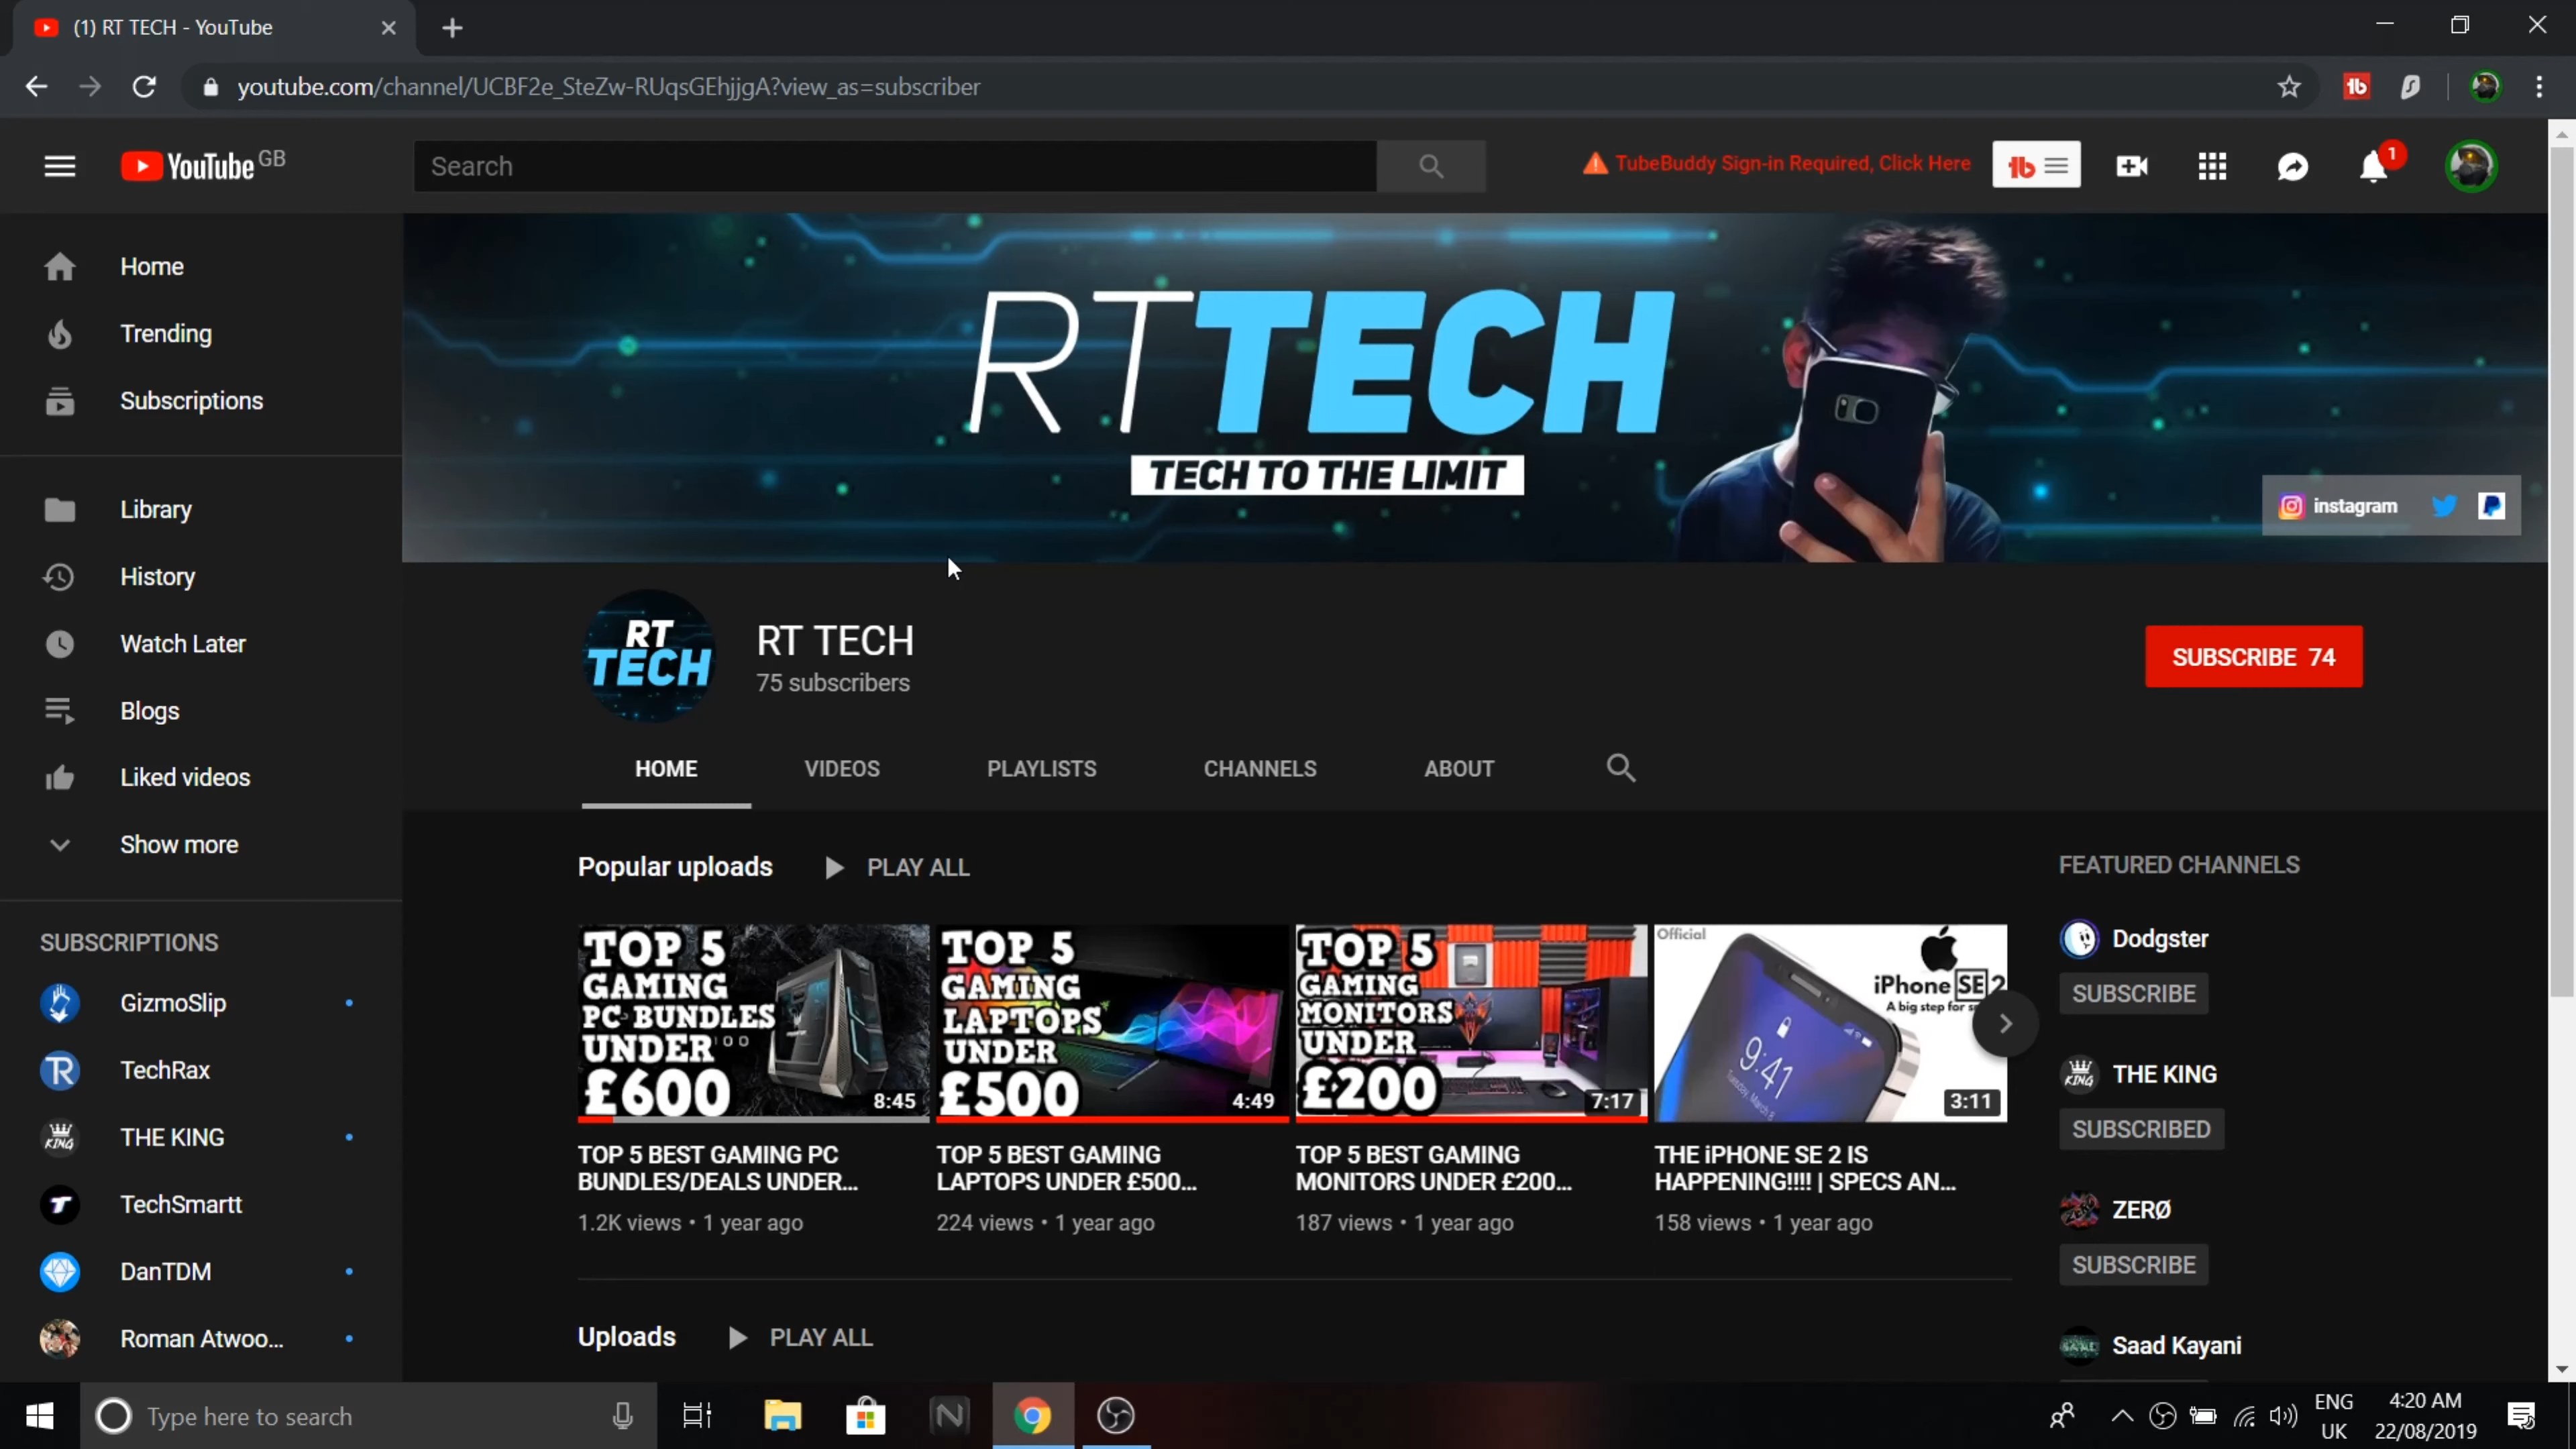 (1) RT TECH - YouTube
youtube.com/channel/UCBF2e_SteZw-RUqsGEhjjgA?view_as=subscriber
YouTube GB
Search
TubeBuddy Sign-in Required, Click Here
tb
1
Home
Trending
Subscriptions
Library
History
Watch Later
Blogs
Liked videos
Show more
SUBSCRIPTIONS
GizmoSlip
TechRax
THE KING
TechSmartt
DanTDM
Roman Atwoo...
RT TECH
TECH TO THE LIMIT
instagram
RT
TECH
RT TECH
75 subscribers
SUBSCRIBE 74
HOME
VIDEOS
PLAYLISTS
CHANNELS
ABOUT
Popular uploads
PLAY ALL
TOP 5
GAMING
PC BUNDLES
UNDER
£600
8:45
TOP 5 BEST GAMING PC
BUNDLES/DEALS UNDER...
1.2K views • 1 year ago
TOP 5
GAMING
LAPTOPS
UNDER
£500
4:49
TOP 5 BEST GAMING
LAPTOPS UNDER £500...
224 views • 1 year ago
TOP 5
GAMING
MONITORS
UNDER
£200
7:17
TOP 5 BEST GAMING
MONITORS UNDER £200...
187 views • 1 year ago
Official
iPhone SE 2
A big step for
9:41
3:11
THE iPHONE SE 2 IS
HAPPENING!!!! | SPECS AN...
158 views • 1 year ago
Uploads
PLAY ALL
FEATURED CHANNELS
Dodgster
SUBSCRIBE
THE KING
SUBSCRIBED
ZERØ
SUBSCRIBE
Saad Kayani
Type here to search
ENG
UK
4:20 AM
22/08/2019